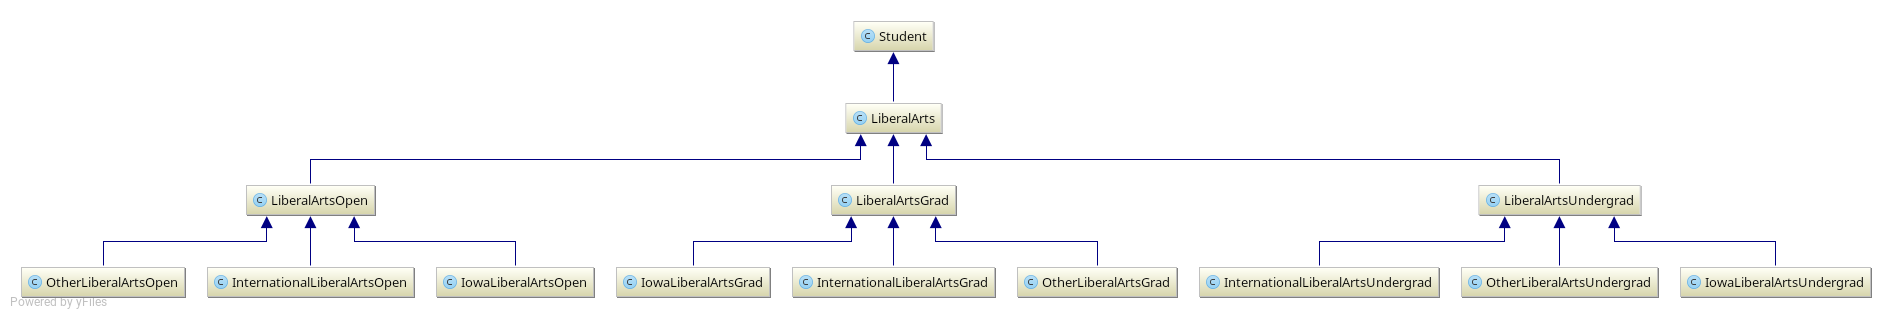 C Student
C LiberalArts
C LiberalArtsOpen
C LiberalArtsGrad
C LiberalArtsUndergrad
C OtherLiberalArtsOpen
C InternationalLiberalArtsOpen
C IowaLiberalArtsOpen
C IowaLiberalArtsGrad
C InternationalLiberalArtsGrad
C OtherLiberalArtsGrad
C InternationalLiberalArtsUndergrad
C OtherLiberalArtsUndergrad
C IowaLiberalArtsUndergrad
Powered by yFiles